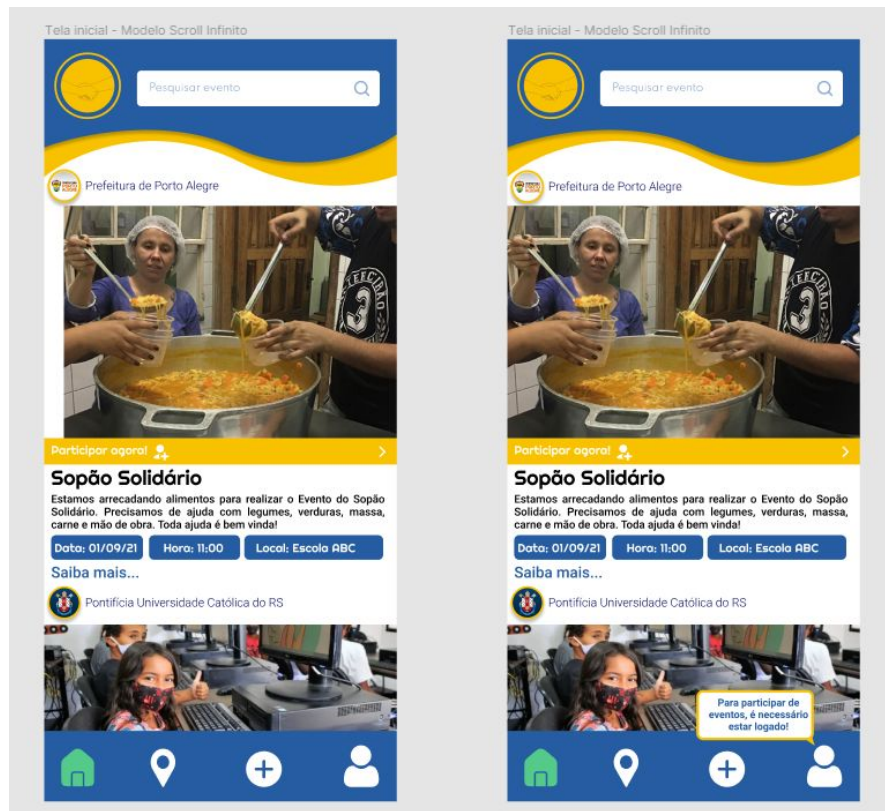 Tela inicial - Modelo Scroll Infinito
Pesquisar evento
Prefeitura de Porto Alegre
TERCEIRÃO
3
Participar agora!
Sopão Solidário
Estamos arrecadando alimentos para realizar o Evento do Sopão
Solidário. Precisamos de ajuda com legumes, verduras, massa,
carne e mão de obra. Toda ajuda é bem vinda!
Data: 01/09/21 Hora: 11:00 Local: Escola ABC
Saiba mais...
Pontifícia Universidade Católica do RS
Tela inicial - Modelo Scroll Infinito
Pesquisar evento
Prefeitura de Porto Alegre
TERCEIRÃO
3
Participar agora!
Sopão Solidário
Estamos arrecadando alimentos para realizar o Evento do Sopão
Solidário. Precisamos de ajuda com legumes, verduras, massa,
carne e mão de obra. Toda ajuda é bem vinda!
Data: 01/09/21 Hora: 11:00 Local: Escola ABC
Saiba mais...
Pontifícia Universidade Católica do RS
Para participar de
eventos, é necessário
estar logado!